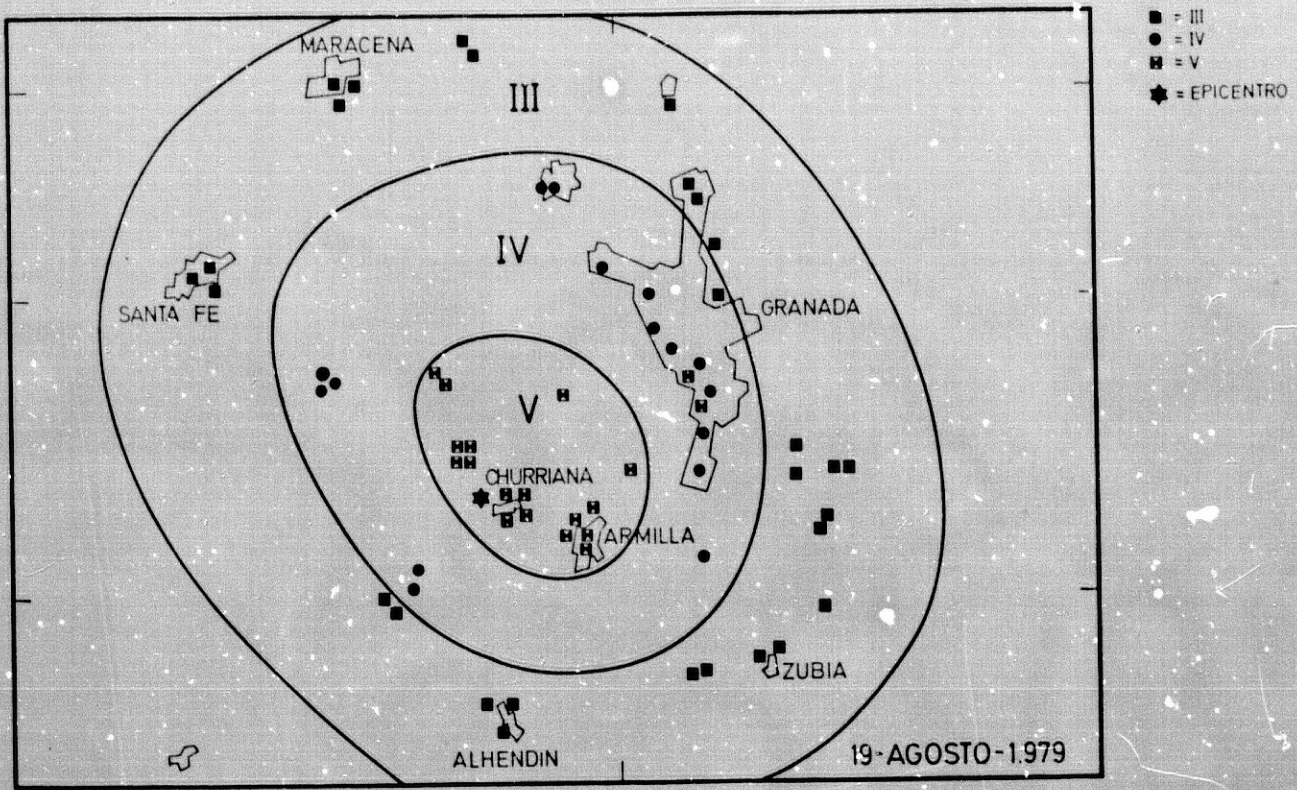 MARACENA
III
■ = III
● = IV
= V
= EPICENTRO
IV
SANTA FE
GRANADA
V
CHURRIANA
ARMILLA
ZUBIA
ALHENDIN
19-AGOSTO-1.979